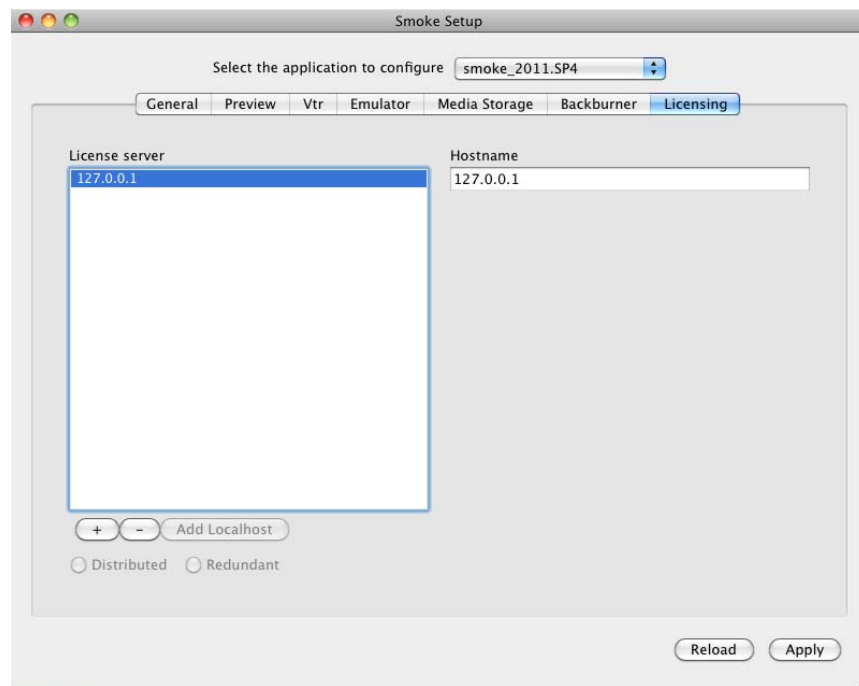 Smoke Setup
Select the application to configure smoke_2011.SP4
General Preview Vtr Emulator Media Storage Backburner Licensing
License server Hostname
127.0.0.1 127.0.0.1
+ - Add Localhost
Distributed Redundant
Reload Apply